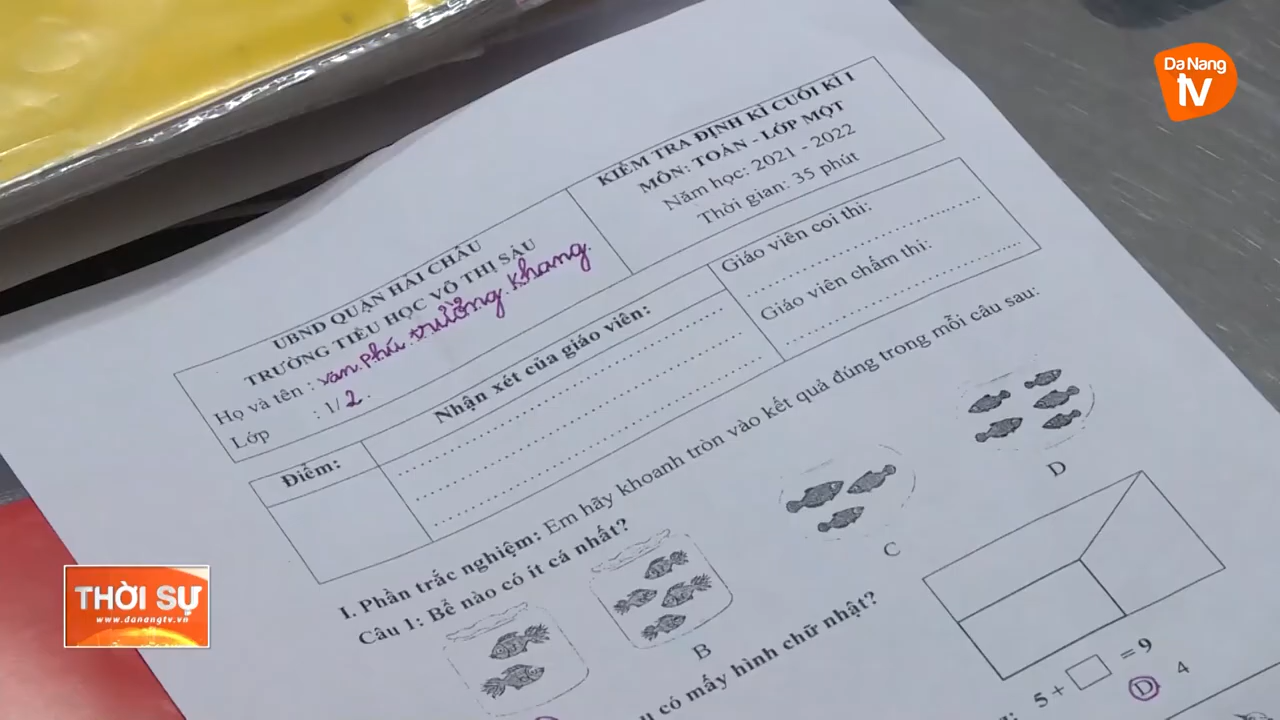 Da Nang
tv
UBND QUẬN HẢI CHÂU
TRƯỜNG TIỂU HỌC VÕ THỊ SÁU
Họ và tên : Văn Phú Trường Khang.
Lớp : 1/2.
KIỂM TRA ĐỊNH KÌ CUỐI KÌ I
MÔN: TOÁN - LỚP MỘT
Năm học: 2021 - 2022
Thời gian: 35 phút
Điểm:
Nhận xét của giáo viên:
Giáo viên coi thi:
Giáo viên chấm thi:
I. Phần trắc nghiệm: Em hãy khoanh tròn vào kết quả đúng trong mỗi câu sau:
Câu 1: Bể nào có ít cá nhất?
B
C
D
có mấy hình chữ nhật?
5 + = 9
D 4
THỜI SỰ
www.danangtv.vn